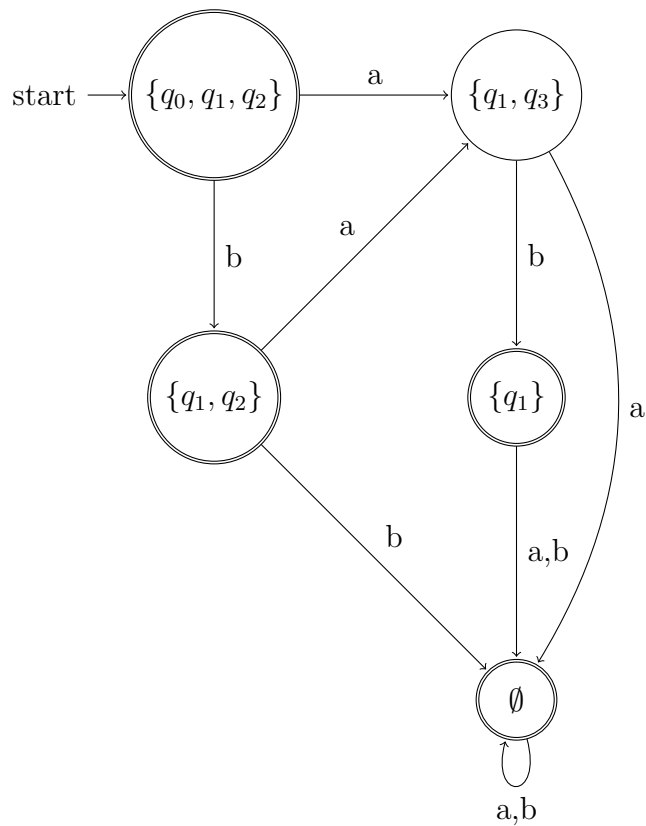 a
start {q₀, q₁, q₂} {q₁, q₃}
a
b b
{q₁, q₂} {q₁}
a
b
a,b
∅
a,b